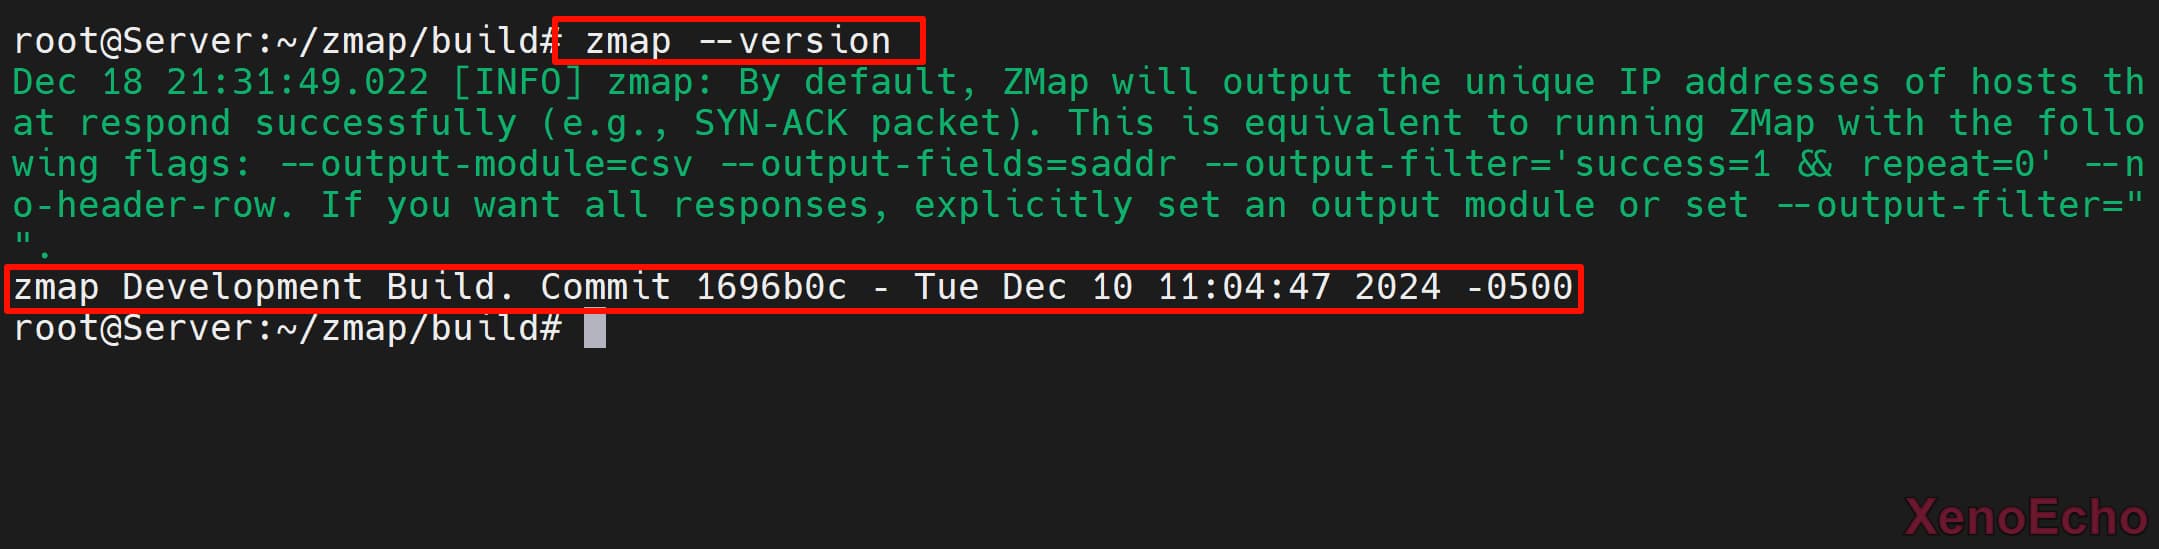 root@Server:~/zmap/build# zmap --version
Dec 18 21:31:49.022 [INFO] zmap: By default, ZMap will output the unique IP addresses of hosts th
at respond successfully (e.g., SYN-ACK packet). This is equivalent to running ZMap with the follo
wing flags: --output-module=csv --output-fields=saddr --output-filter='success=1 && repeat=0' --n
o-header-row. If you want all responses, explicitly set an output module or set --output-filter="
".
zmap Development Build. Commit 1696b0c - Tue Dec 10 11:04:47 2024 -0500
root@Server:~/zmap/build#
XenoEcho